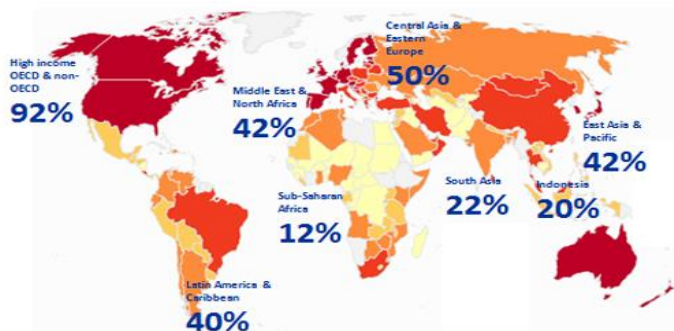 Central Asia &
Eastern
Europe
50%
High income
OECD & non-
OECD
92%
Middle East &
North Africa
42%
East Asia &
Pacific
42%
South Asia
22%
Indonesia
20%
Sub-Saharan
Africa
12%
Latin America &
Caribbean
40%